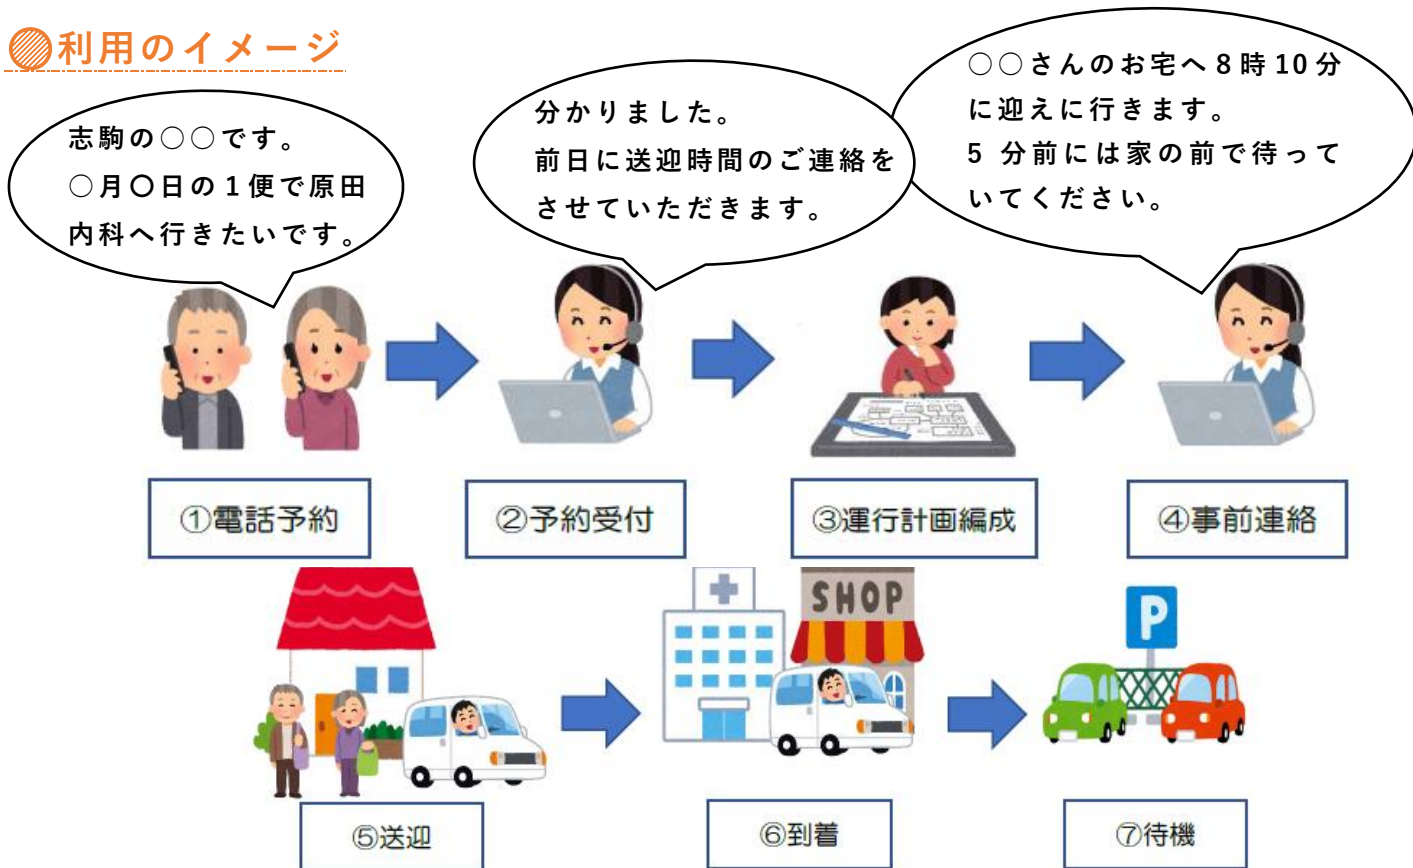 利用のイメージ
志駒の○○です。
○月〇日の1便で原田
内科へ行きたいです。
分かりました。
前日に送迎時間のご連絡を
させていただきます。
○○さんのお宅へ8時10分
に迎えに行きます。
5 分前には家の前で待って
いてください。
①電話予約
②予約受付
③運行計画編成
④事前連絡
SHOP
P
⑤送迎
⑥到着
⑦待機